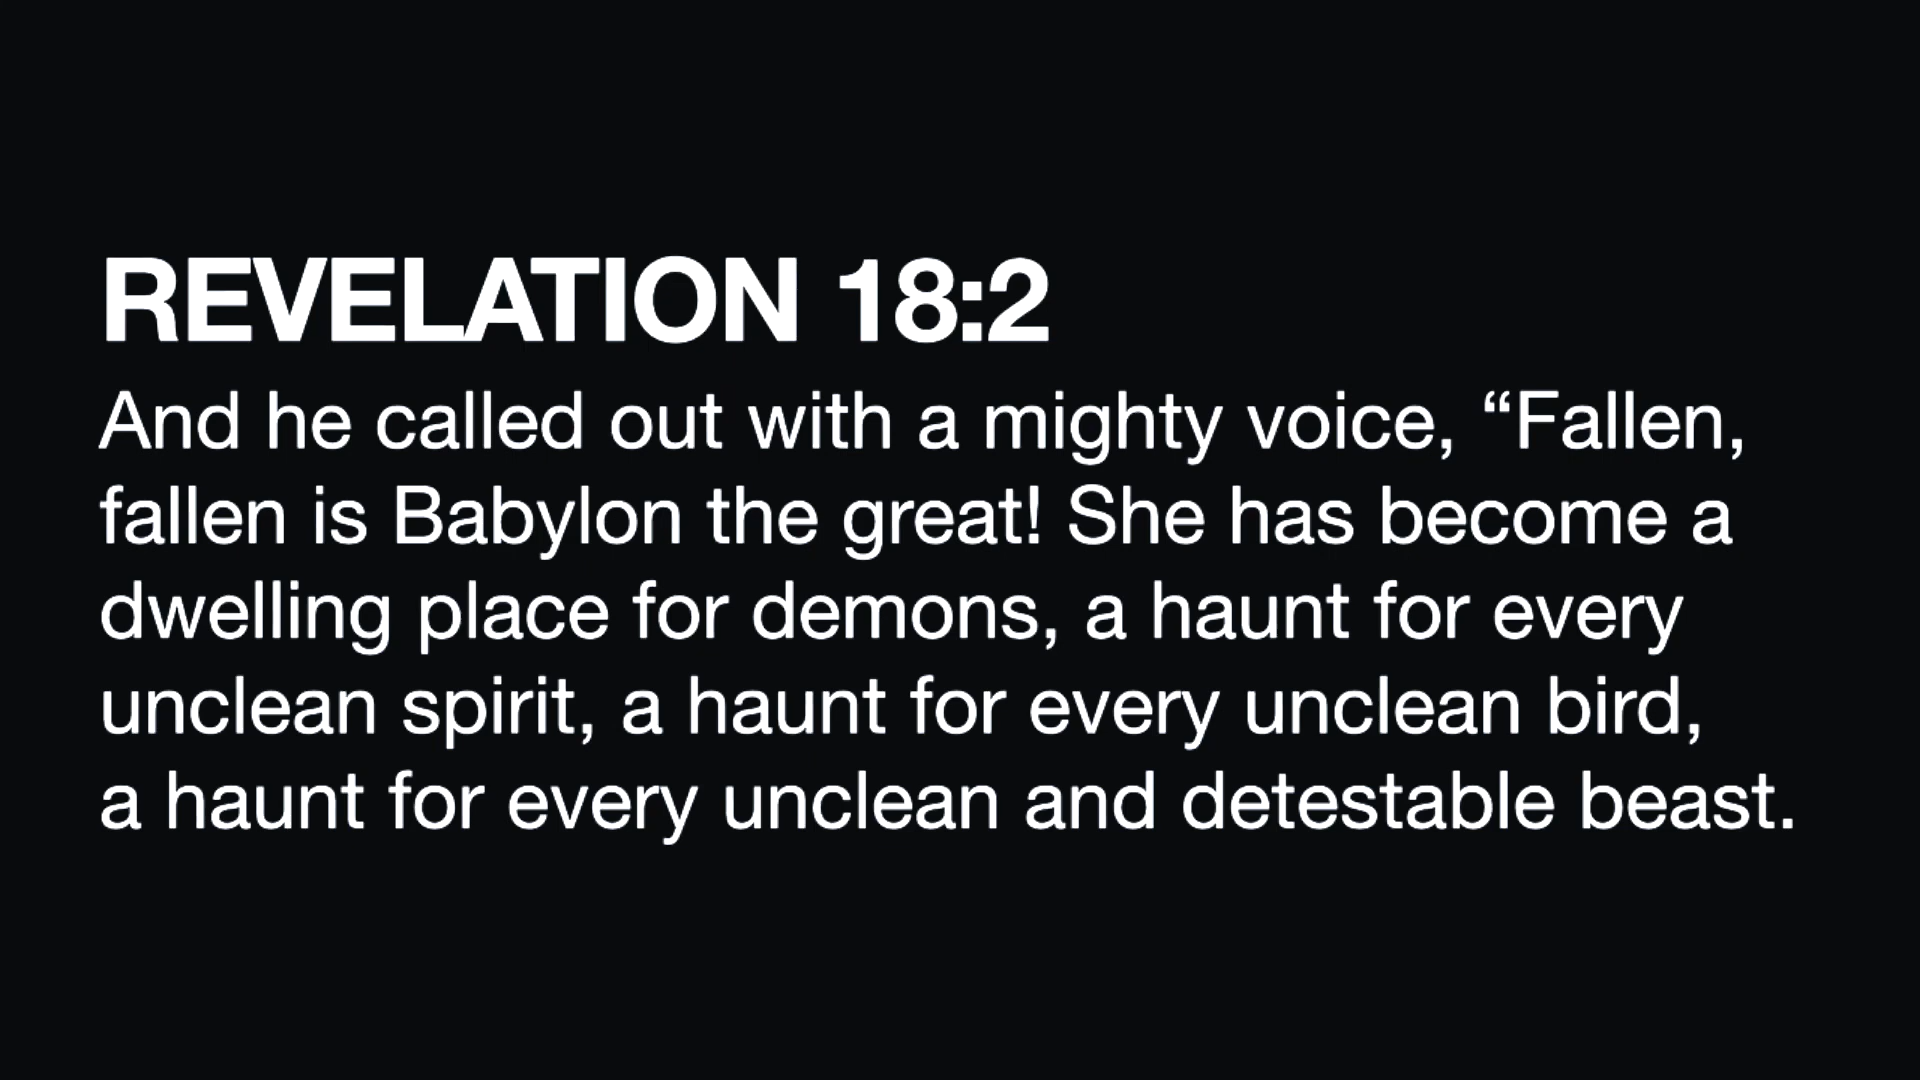 REVELATION 18:2
And he called out with a mighty voice, “Fallen,
fallen is Babylon the great! She has become a
dwelling place for demons, a haunt for every
unclean spirit, a haunt for every unclean bird,
a haunt for every unclean and detestable beast.